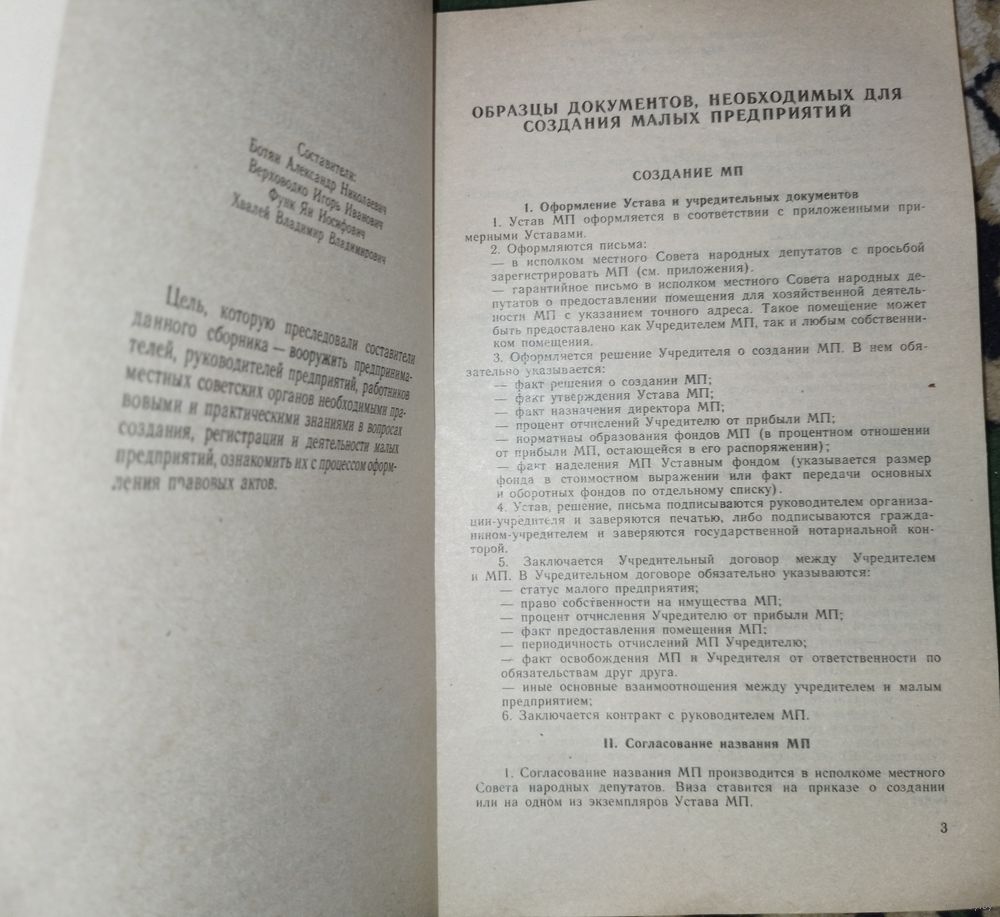 Составители:
Ботян Александр Николаевич
Верховодко Игорь Иванович
Функ Ян Иосифович
Хвалей Владимир Владимирович
Цель, которую преследовали составители
данного сборника — вооружить предпринима-
телей, руководителей предприятий, работников
местных советских органов необходимыми пра-
вовыми и практическими знаниями в вопросах
создания, регистрации и деятельности малых
предприятий, ознакомить их с процессом оформ-
ления правовых актов.
ОБРАЗЦЫ ДОКУМЕНТОВ, НЕОБХОДИМЫХ ДЛЯ
СОЗДАНИЯ МАЛЫХ ПРЕДПРИЯТИЙ
СОЗДАНИЕ МП
I. Оформление Устава и учредительных документов
1. Устав МП оформляется в соответствии с приложенными при-
мерными Уставами.
2. Оформляются письма:
— в исполком местного Совета народных депутатов с просьбой
зарегистрировать МП (см. приложения).
— гарантийное письмо в исполком местного Совета народных де-
путатов о предоставлении помещения для хозяйственной деятель-
ности МП с указанием точного адреса. Такое помещение может
быть предоставлено как Учредителем МП, так и любым собственни-
ком помещения.
3. Оформляется решение Учредителя о создании МП. В нем обя-
зательно указывается:
— факт решения о создании МП;
— факт утверждения Устава МП;
— факт назначения директора МП;
— процент отчислений Учредителю от прибыли МП;
— нормативы образования фондов МП (в процентном отношении
от прибыли МП, остающейся в его распоряжении);
— факт наделения МП Уставным фондом (указывается размер
фонда в стоимостном выражении или факт передачи основных
и оборотных фондов по отдельному списку).
4. Устав, решение, письма подписываются руководителем организа-
ции-учредителя и заверяются печатью, либо подписываются гражда-
нином-учредителем и заверяются государственной нотариальной кон-
торой.
5. Заключается Учредительный договор между Учредителем
и МП. В Учредительном договоре обязательно указываются:
— статус малого предприятия;
— право собственности на имущества МП;
— процент отчисления Учредителю от прибыли МП;
— факт предоставления помещения МП;
— периодичность отчислений МП Учредителю;
— факт освобождения МП и Учредителя от ответственности по
обязательствам друг друга.
— иные основные взаимоотношения между учредителем и малым
предприятием;
6. Заключается контракт с руководителем МП.
II. Согласование названия МП
1. Согласование названия МП производится в исполкоме местного
Совета народных депутатов. Виза ставится на приказе о создании
или на одном из экземпляров Устава МП.
3